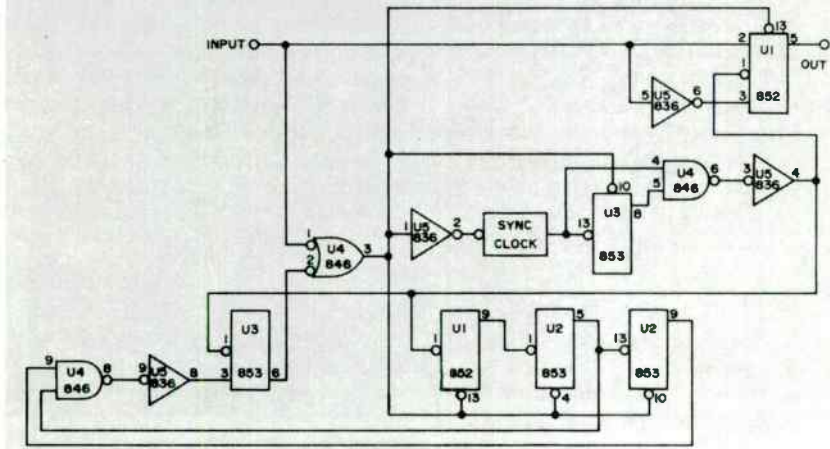 13
INPUT 2 5
U1
1 OUT
5 U5 836 6 3
852
4
U4 6 3 U5 4
10 5 846 836
1 U3 8
U4 3 1 U5 2 SYNC 13
2 846 836 CLOCK 853
9 5 9
1 U3 U1 U2 U2
9 1 1 13
U4 8 9 U5 8 3 853 852 853 853
846 836 6
13 4 10